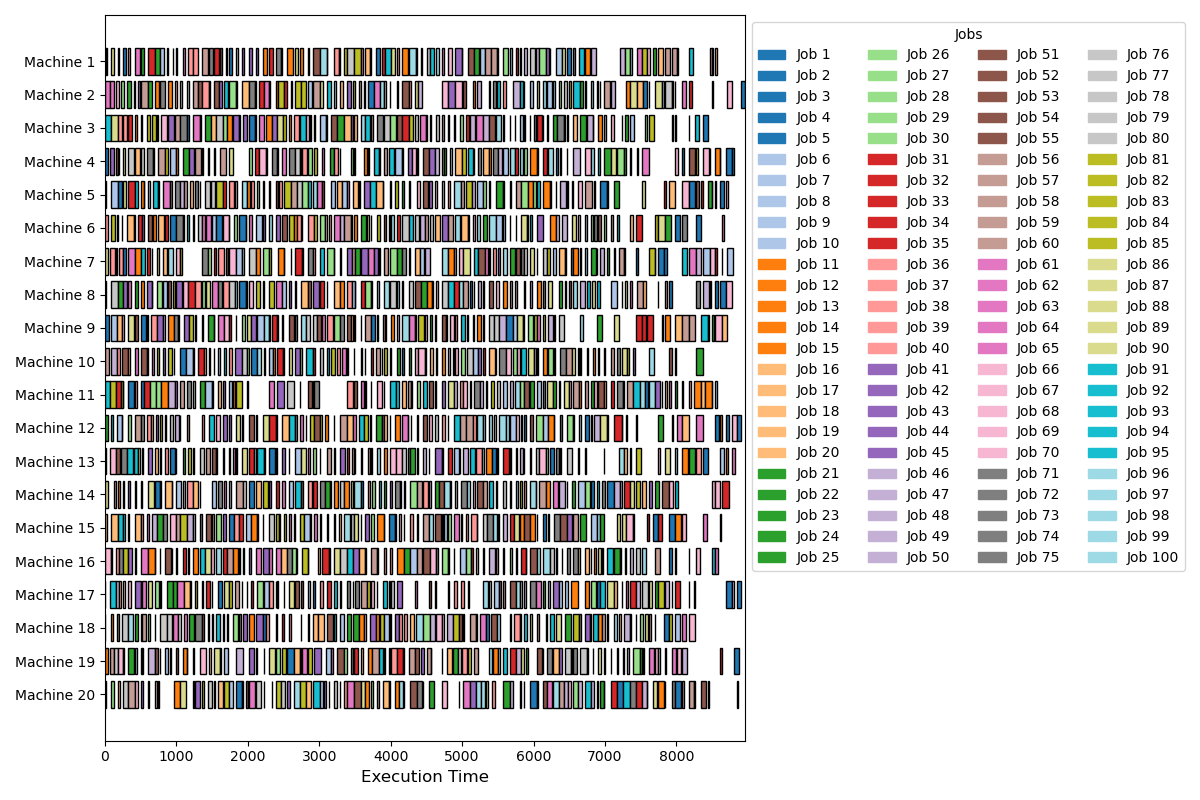 Machine 1
Machine 2
Machine 3
Machine 4
Machine 5
Machine 6
Machine 7
Machine 8
Machine 9
Machine 10
Machine 11
Machine 12
Machine 13
Machine 14
Machine 15
Machine 16
Machine 17
Machine 18
Machine 19
Machine 20
0 1000 2000 3000 4000 5000 6000 7000 8000
Execution Time
Jobs
Job 1 Job 26 Job 51 Job 76
Job 2 Job 27 Job 52 Job 77
Job 3 Job 28 Job 53 Job 78
Job 4 Job 29 Job 54 Job 79
Job 5 Job 30 Job 55 Job 80
Job 6 Job 31 Job 56 Job 81
Job 7 Job 32 Job 57 Job 82
Job 8 Job 33 Job 58 Job 83
Job 9 Job 34 Job 59 Job 84
Job 10 Job 35 Job 60 Job 85
Job 11 Job 36 Job 61 Job 86
Job 12 Job 37 Job 62 Job 87
Job 13 Job 38 Job 63 Job 88
Job 14 Job 39 Job 64 Job 89
Job 15 Job 40 Job 65 Job 90
Job 16 Job 41 Job 66 Job 91
Job 17 Job 42 Job 67 Job 92
Job 18 Job 43 Job 68 Job 93
Job 19 Job 44 Job 69 Job 94
Job 20 Job 45 Job 70 Job 95
Job 21 Job 46 Job 71 Job 96
Job 22 Job 47 Job 72 Job 97
Job 23 Job 48 Job 73 Job 98
Job 24 Job 49 Job 74 Job 99
Job 25 Job 50 Job 75 Job 100